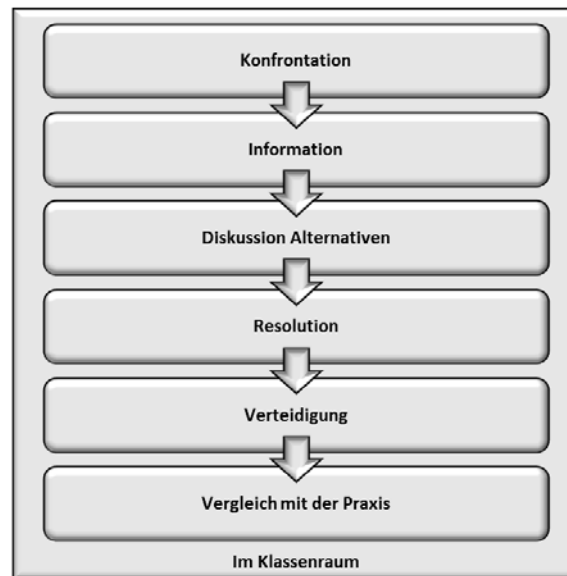 Konfrontation
Information
Diskussion Alternativen
Resolution
Verteidigung
Vergleich mit der Praxis
Im Klassenraum